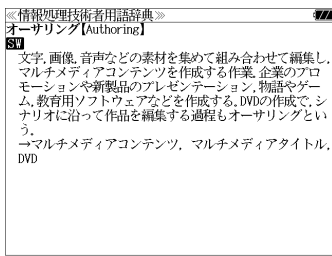 ≪情報処理技術者用語辞典≫
オーサリング【Authoring】
SW
文字,画像,音声などの素材を集めて組み合わせて編集し,
マルチメディアコンテンツを作成する作業.企業のプロ
モーションや新製品のプレゼンテーション,物語やゲー
ム,教育用ソフトウェアなどを作成する.DVDの作成で,シ
ナリオに沿って作品を編集する過程もオーサリングとい
う.
→マルチメディアコンテンツ, マルチメディアタイトル,
DVD